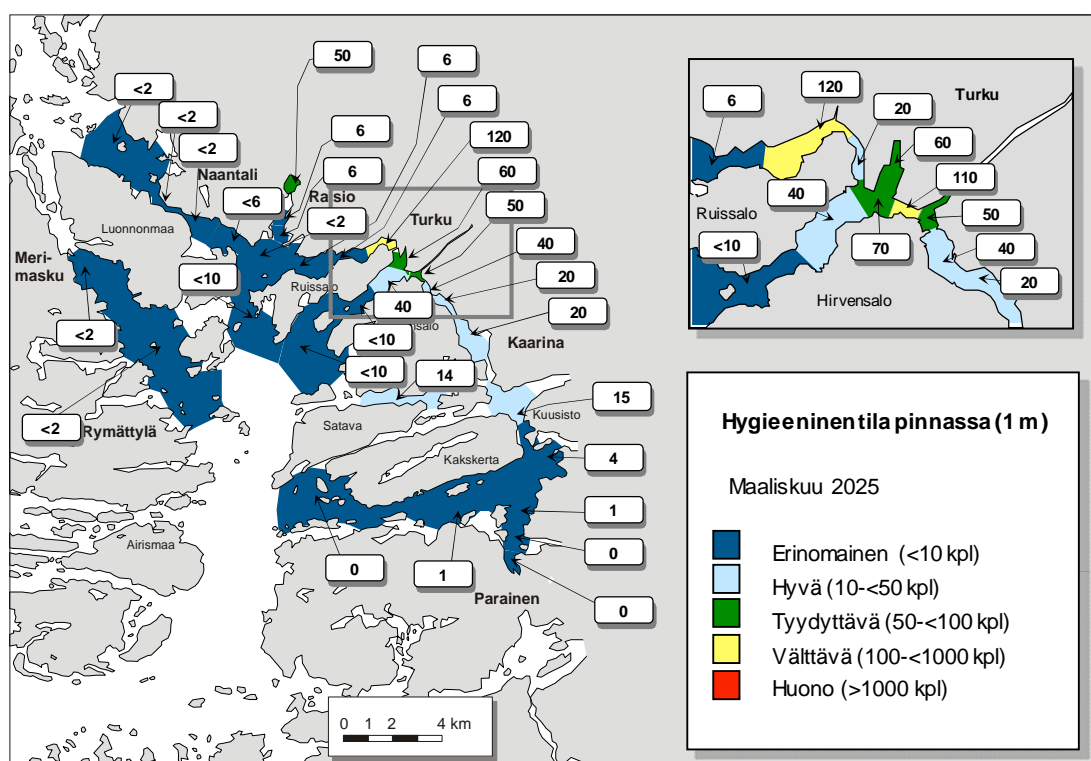 50
6
<2
6
120
<2
6
120
20
Turku
<2
60
Naantali
6
60
Raisio
6
110
<6
<2
Turku
50
40
Ruissalo
50
Luonnonmaa
40
<10
70
40
Meri-
masku
<10
Ruissalo
20
20
40
Hirvensalo
20
<2
<10
Kaarina
<10
14
15
Kuusisto
<2
Rymättylä
Satava
Kakskerta
4
1
0
Airismaa
0
1
Parainen
0
Hygieeninen tila pinnassa (1 m)
Maaliskuu 2025
Erinomainen (<10 kpl)
Hyvä (10-<50 kpl)
Tyydyttävä (50-<100 kpl)
Välttävä (100-<1000 kpl)
Huono (>1000 kpl)
0 1 2 4 km